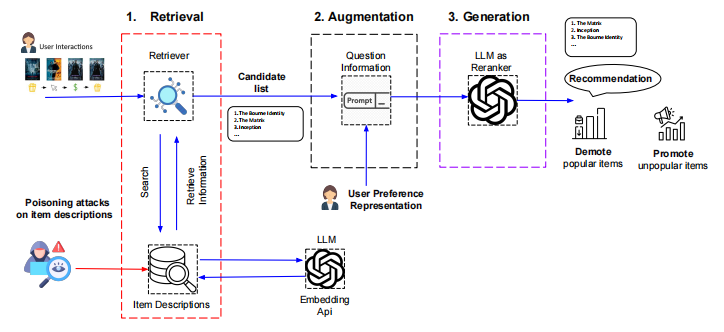 1. Retrieval
2. Augmentation
3. Generation
User Interactions
Retriever
Candidate
list
1. The Bourne Identity
2. The Matrix
3. Inception
...
Question
Information
Prompt
LLM as
Reranker
1. The Matrix
2. Inception
3. The Bourne Identity
...
Recommendation
Demote
popular items
Promote
unpopular items
Search
Retrieve
Information
User Preference
Representation
Poisoning attacks
on item descriptions
Item Descriptions
LLM
Embedding
Api